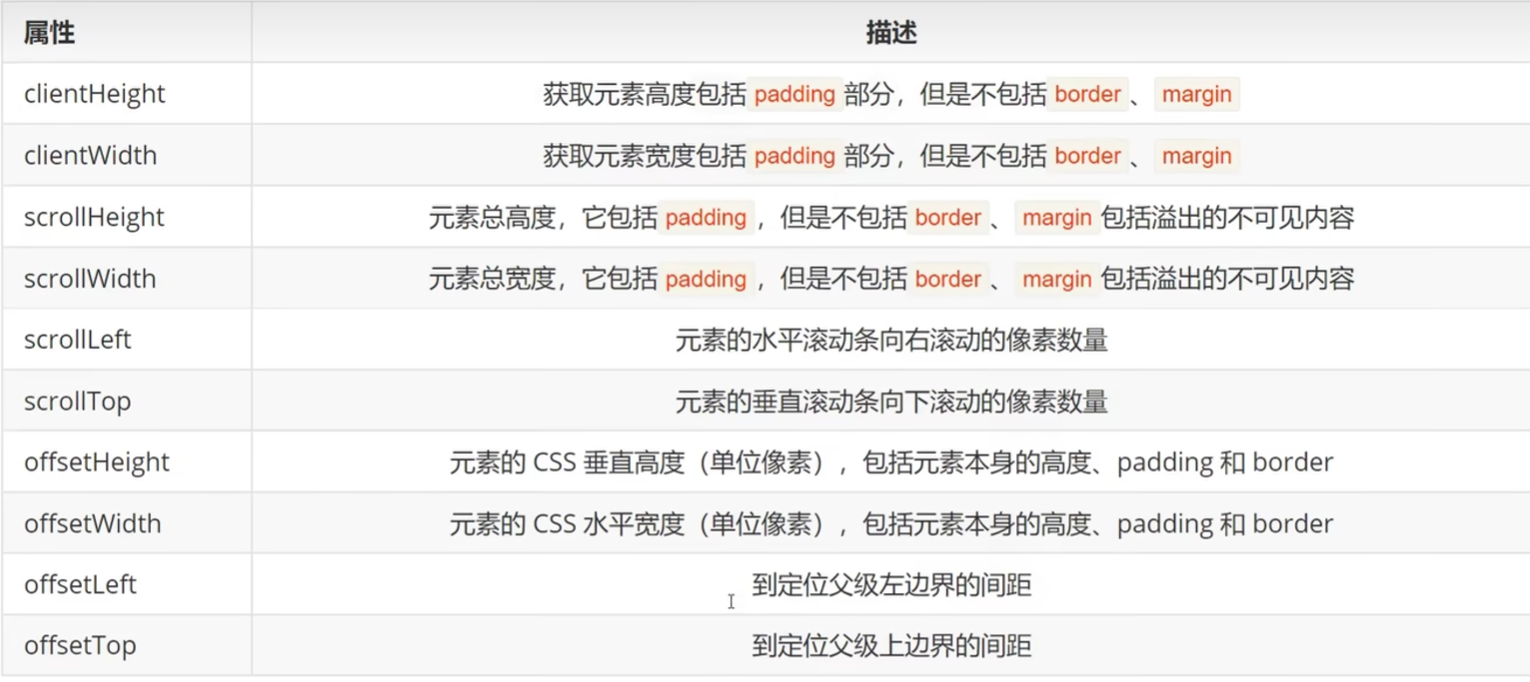 属性 描述
clientHeight 获取元素高度包括 padding 部分，但是不包括 border 、 margin
clientWidth 获取元素宽度包括 padding 部分，但是不包括 border 、 margin
scrollHeight 元素总高度，它包括 padding ，但是不包括 border 、 margin 包括溢出的不可见内容
scrollWidth 元素总宽度，它包括 padding ，但是不包括 border 、 margin 包括溢出的不可见内容
scrollLeft 元素的水平滚动条向右滚动的像素数量
scrollTop 元素的垂直滚动条向下滚动的像素数量
offsetHeight 元素的 CSS 垂直高度（单位像素），包括元素本身的高度、padding 和 border
offsetWidth 元素的 CSS 水平宽度（单位像素），包括元素本身的高度、padding 和 border
offsetLeft 到定位父级左边界的间距
offsetTop 到定位父级上边界的间距